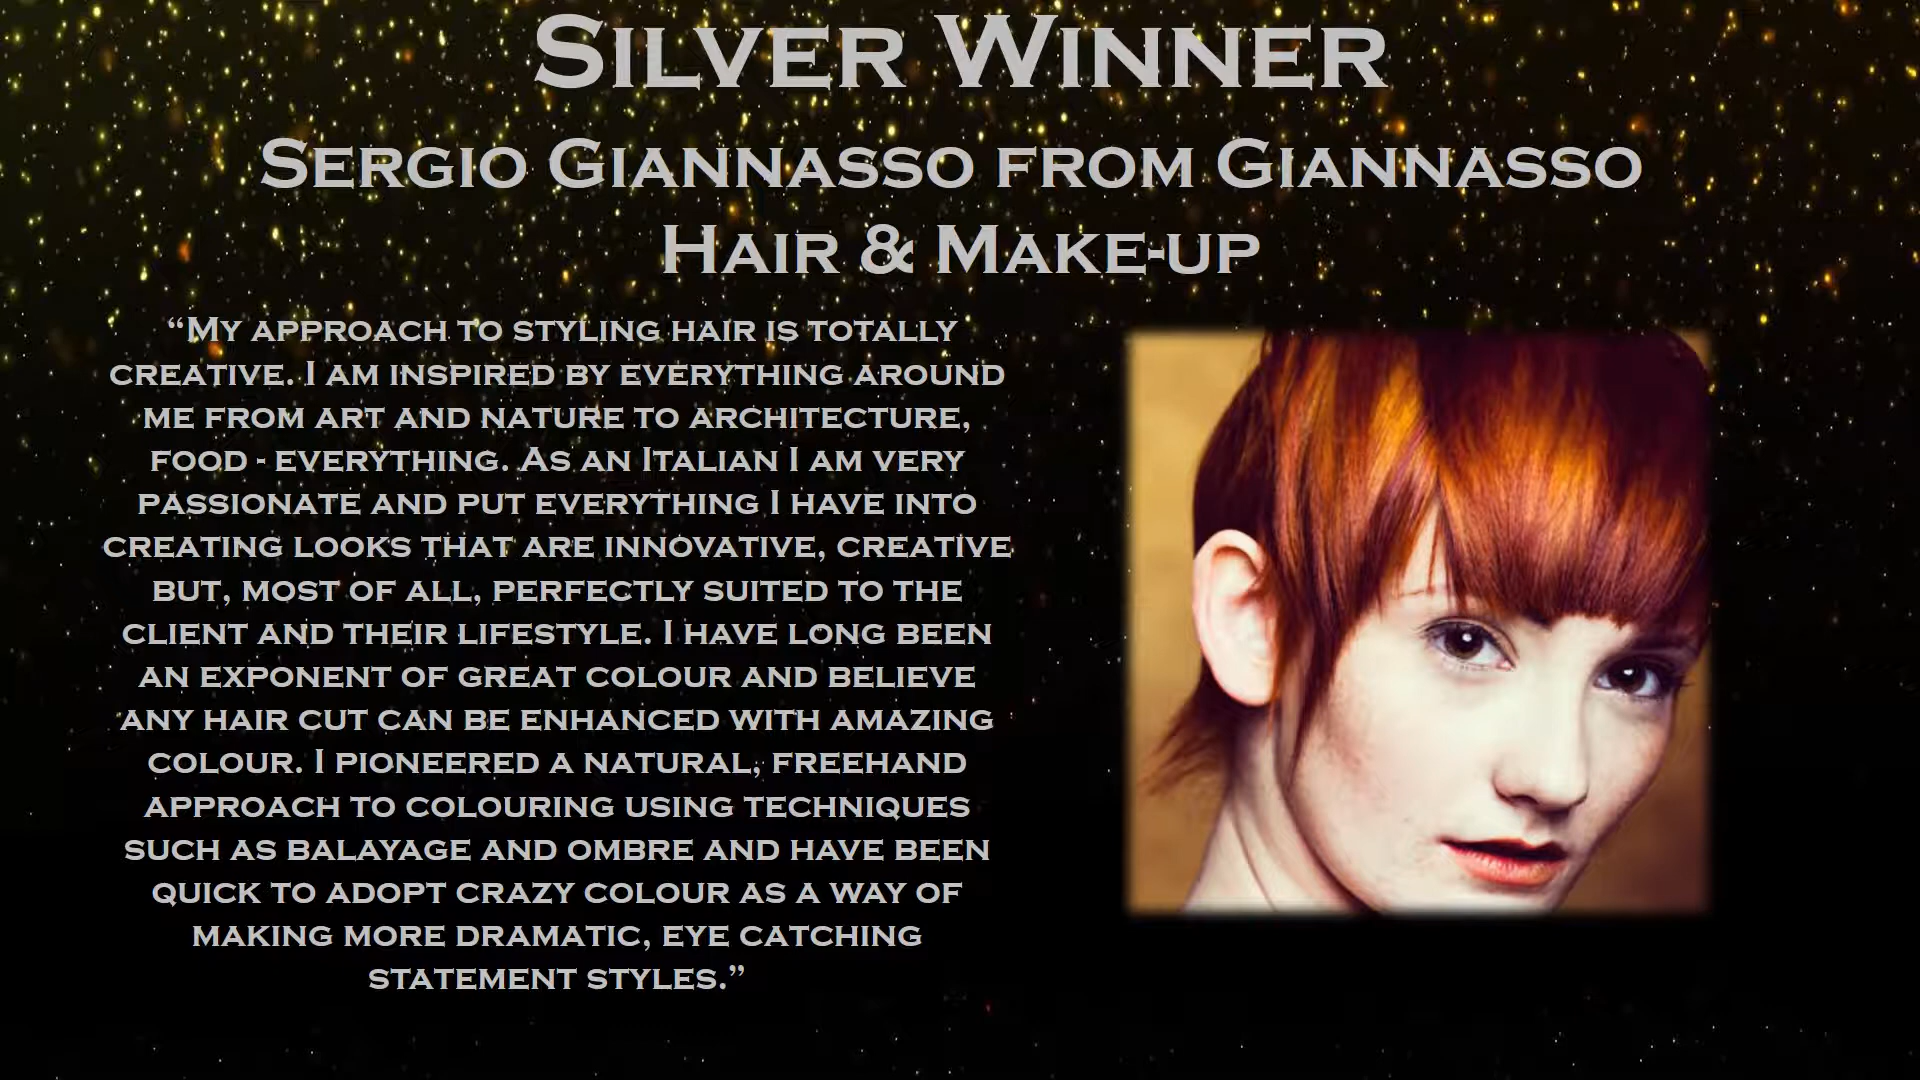 Silver Winner
Sergio Giannasso from Giannasso
Hair & Make-up
“My approach to styling hair is totally
creative. I am inspired by everything around
me from art and nature to architecture,
food - everything. As an Italian I am very
passionate and put everything I have into
creating looks that are innovative, creative
but, most of all, perfectly suited to the
client and their lifestyle. I have long been
an exponent of great colour and believe
any hair cut can be enhanced with amazing
colour. I pioneered a natural, freehand
approach to colouring using techniques
such as balayage and ombre and have been
quick to adopt crazy colour as a way of
making more dramatic, eye catching
statement styles.”